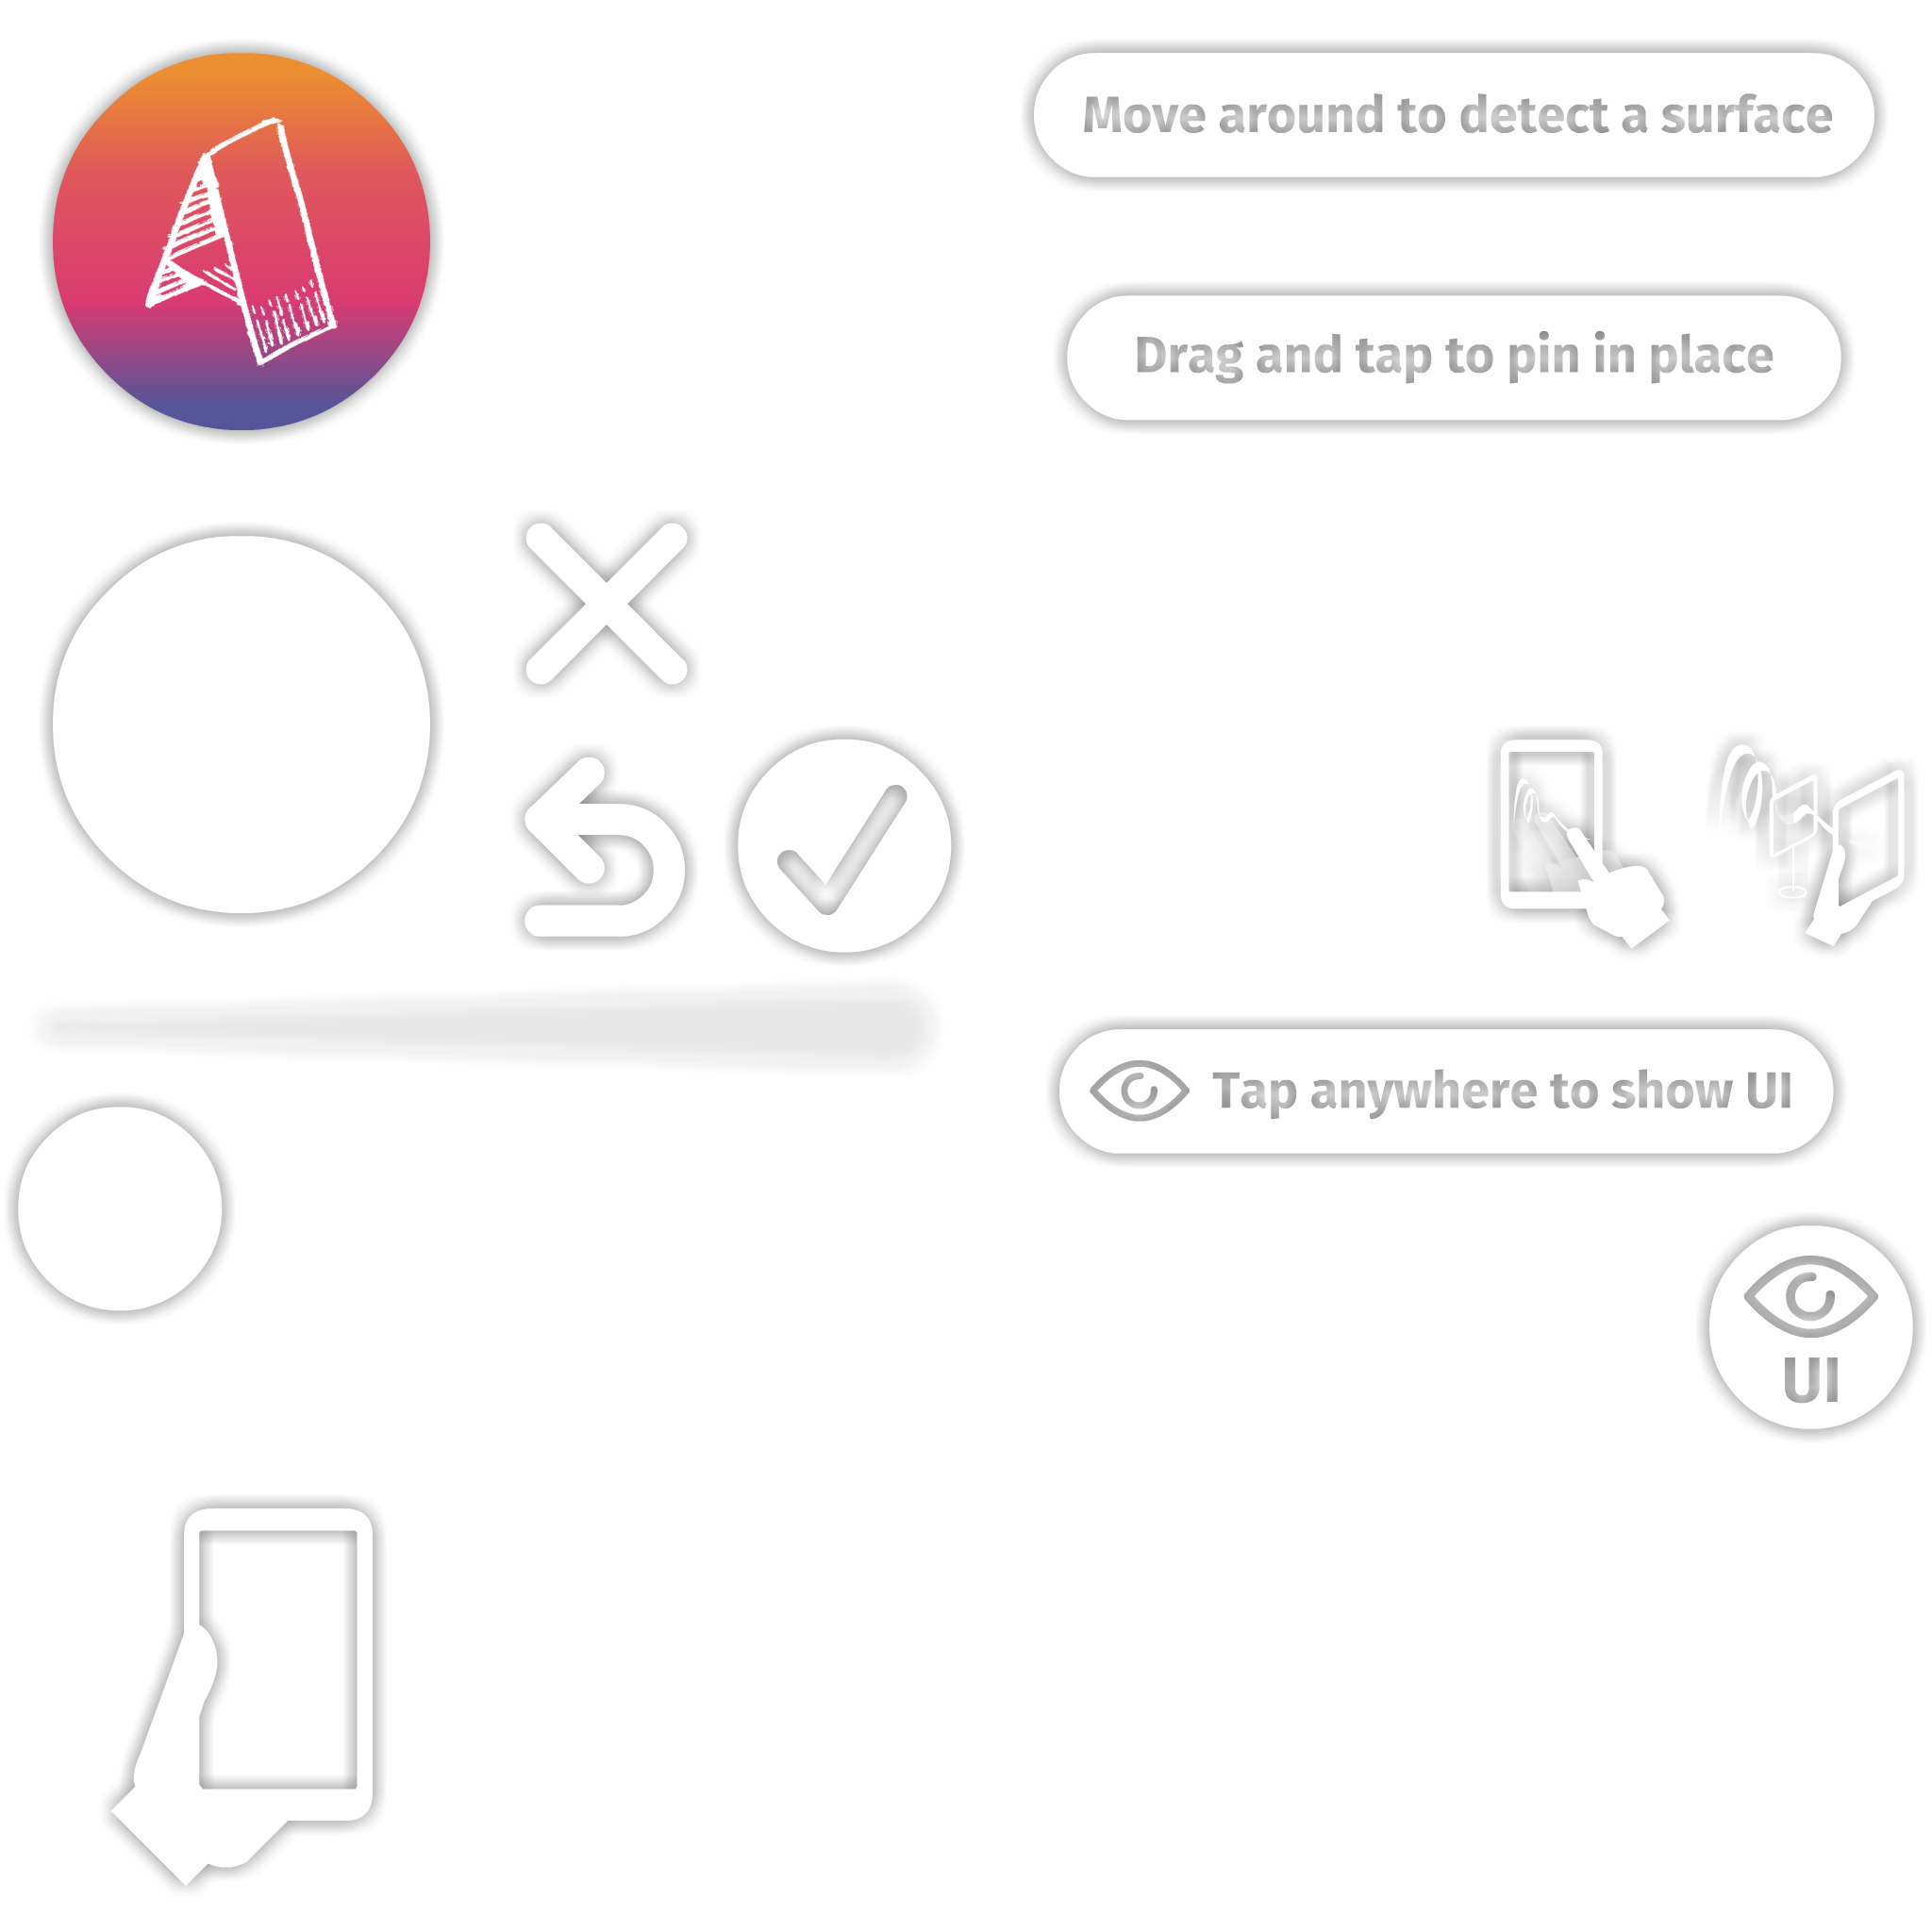 Move around to detect a surface
Drag and tap to pin in place
Tap anywhere to show UI
UI